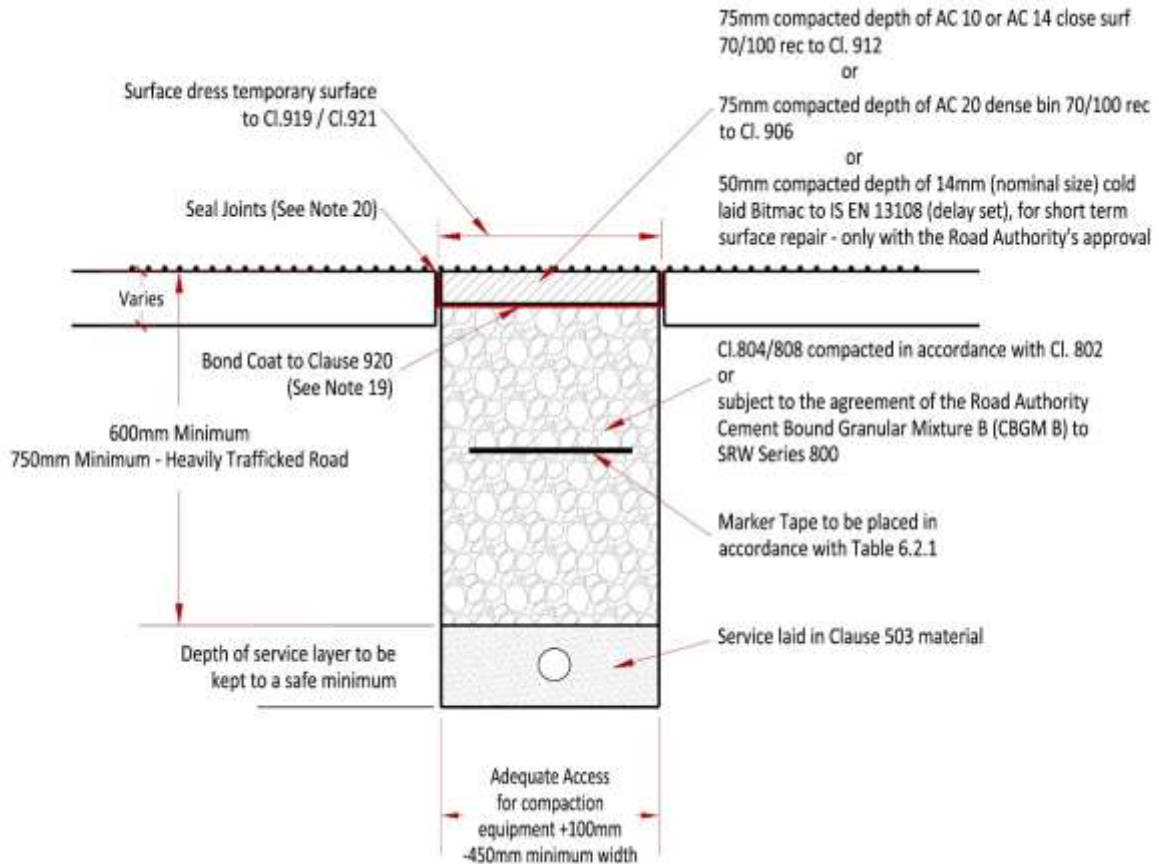 75mm compacted depth of AC 10 or AC 14 close surf
70/100 rec to Cl. 912
or
75mm compacted depth of AC 20 dense bin 70/100 rec
to Cl. 906
or
50mm compacted depth of 14mm (nominal size) cold
laid Bitmac to IS EN 13108 (delay set), for short term
surface repair - only with the Road Authority's approval
Surface dress temporary surface
to Cl.919 / Cl.921
Seal Joints (See Note 20)
Varies
Bond Coat to Clause 920
(See Note 19)
600mm Minimum
750mm Minimum - Heavily Trafficked Road
Cl.804/808 compacted in accordance with Cl. 802
or
subject to the agreement of the Road Authority
Cement Bound Granular Mixture B (CBGM B) to
SRW Series 800
Marker Tape to be placed in
accordance with Table 6.2.1
Service laid in Clause 503 material
Depth of service layer to be
kept to a safe minimum
Adequate Access
for compaction
equipment +100mm
-450mm minimum width